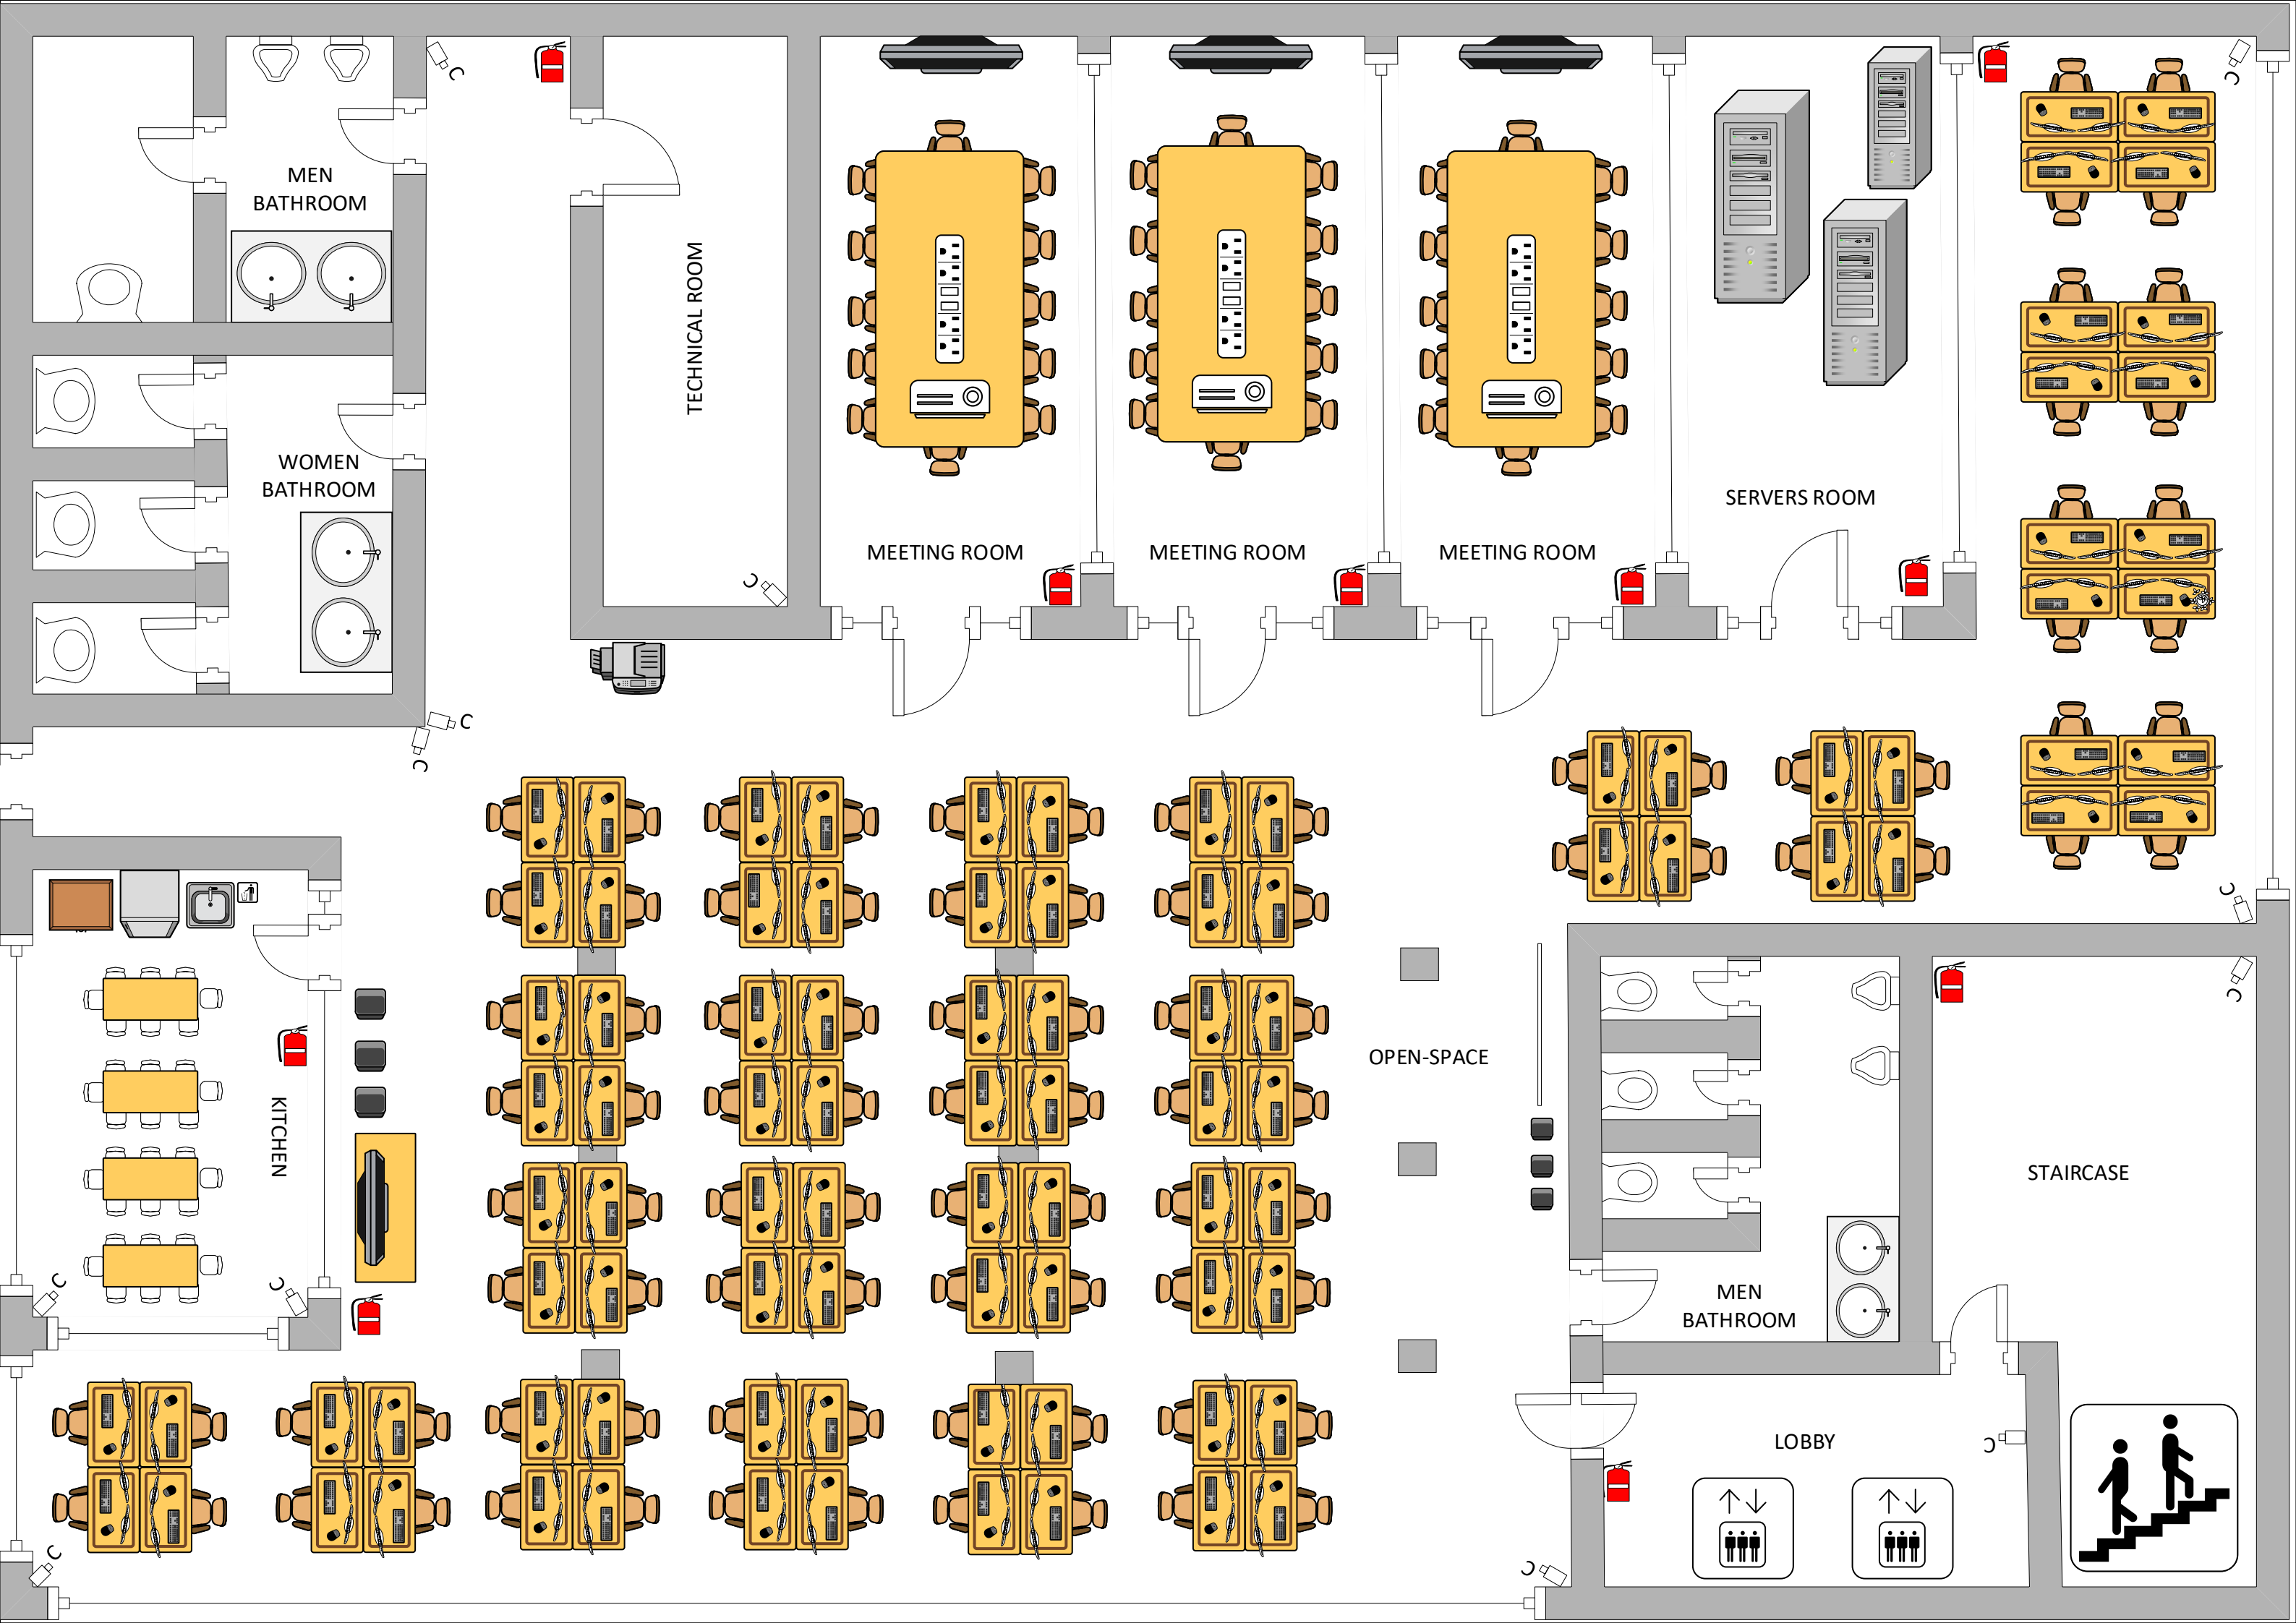 MEN
BATHROOM
TECHNICAL ROOM
WOMEN
BATHROOM
MEETING ROOM
MEETING ROOM
MEETING ROOM
SERVERS ROOM
KITCHEN
OPEN-SPACE
STAIRCASE
MEN
BATHROOM
LOBBY